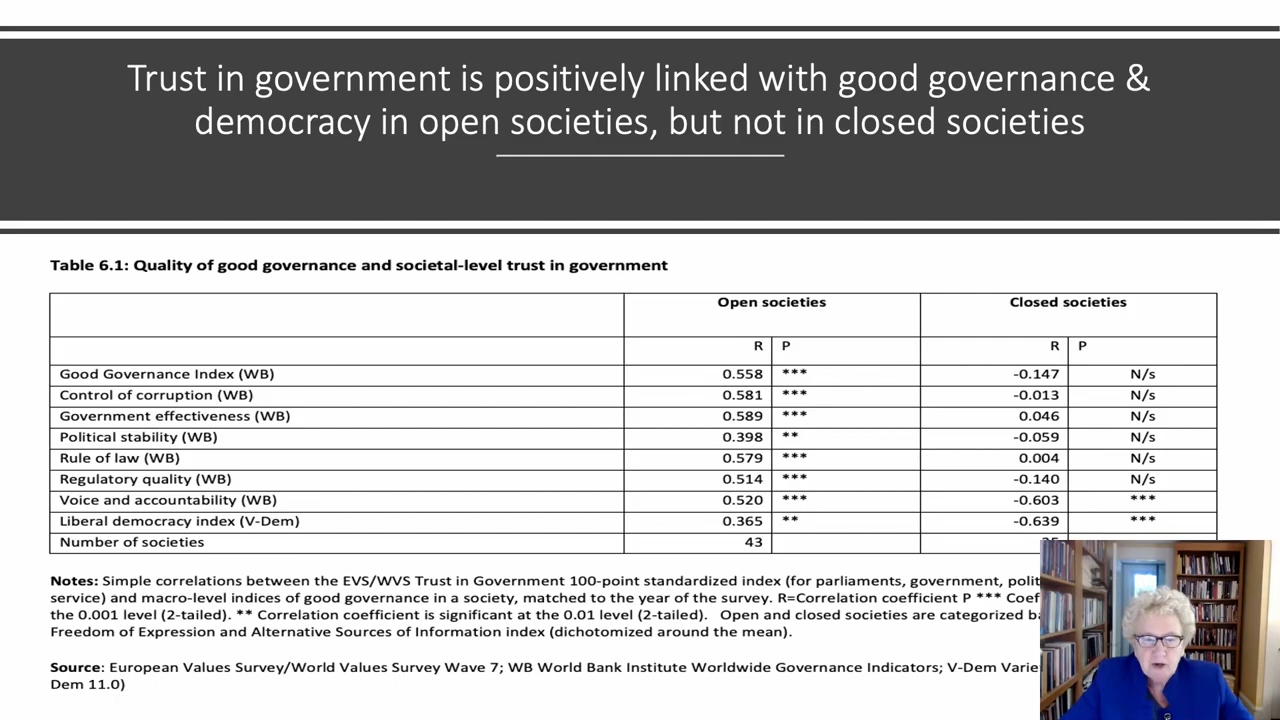 Trust in government is positively linked with good governance &
democracy in open societies, but not in closed societies
Table 6.1: Quality of good governance and societal-level trust in government
Open societies Closed societies
R P R P
Good Governance Index (WB) 0.558 *** -0.147 N/s
Control of corruption (WB) 0.581 *** -0.013 N/s
Government effectiveness (WB) 0.589 *** 0.046 N/s
Political stability (WB) 0.398 ** -0.059 N/s
Rule of law (WB) 0.579 *** 0.004 N/s
Regulatory quality (WB) 0.514 *** -0.140 N/s
Voice and accountability (WB) 0.520 *** -0.603 ***
Liberal democracy index (V-Dem) 0.365 ** -0.639 ***
Number of societies 43
Notes: Simple correlations between the EVS/WVS Trust in Government 100-point standardized index (for parliaments, government,
service) and macro-level indices of good governance in a society, matched to the year of the survey. R=Correlation coefficient P ***
the 0.001 level (2-tailed). ** Correlation coefficient is significant at the 0.01 level (2-tailed). Open and closed societies are categorized
Freedom of Expression and Alternative Sources of Information index (dichotomized around the mean).
Source: European Values Survey/World Values Survey Wave 7; WB World Bank Institute Worldwide Governance Indicators; V-Dem
Dem 11.0)